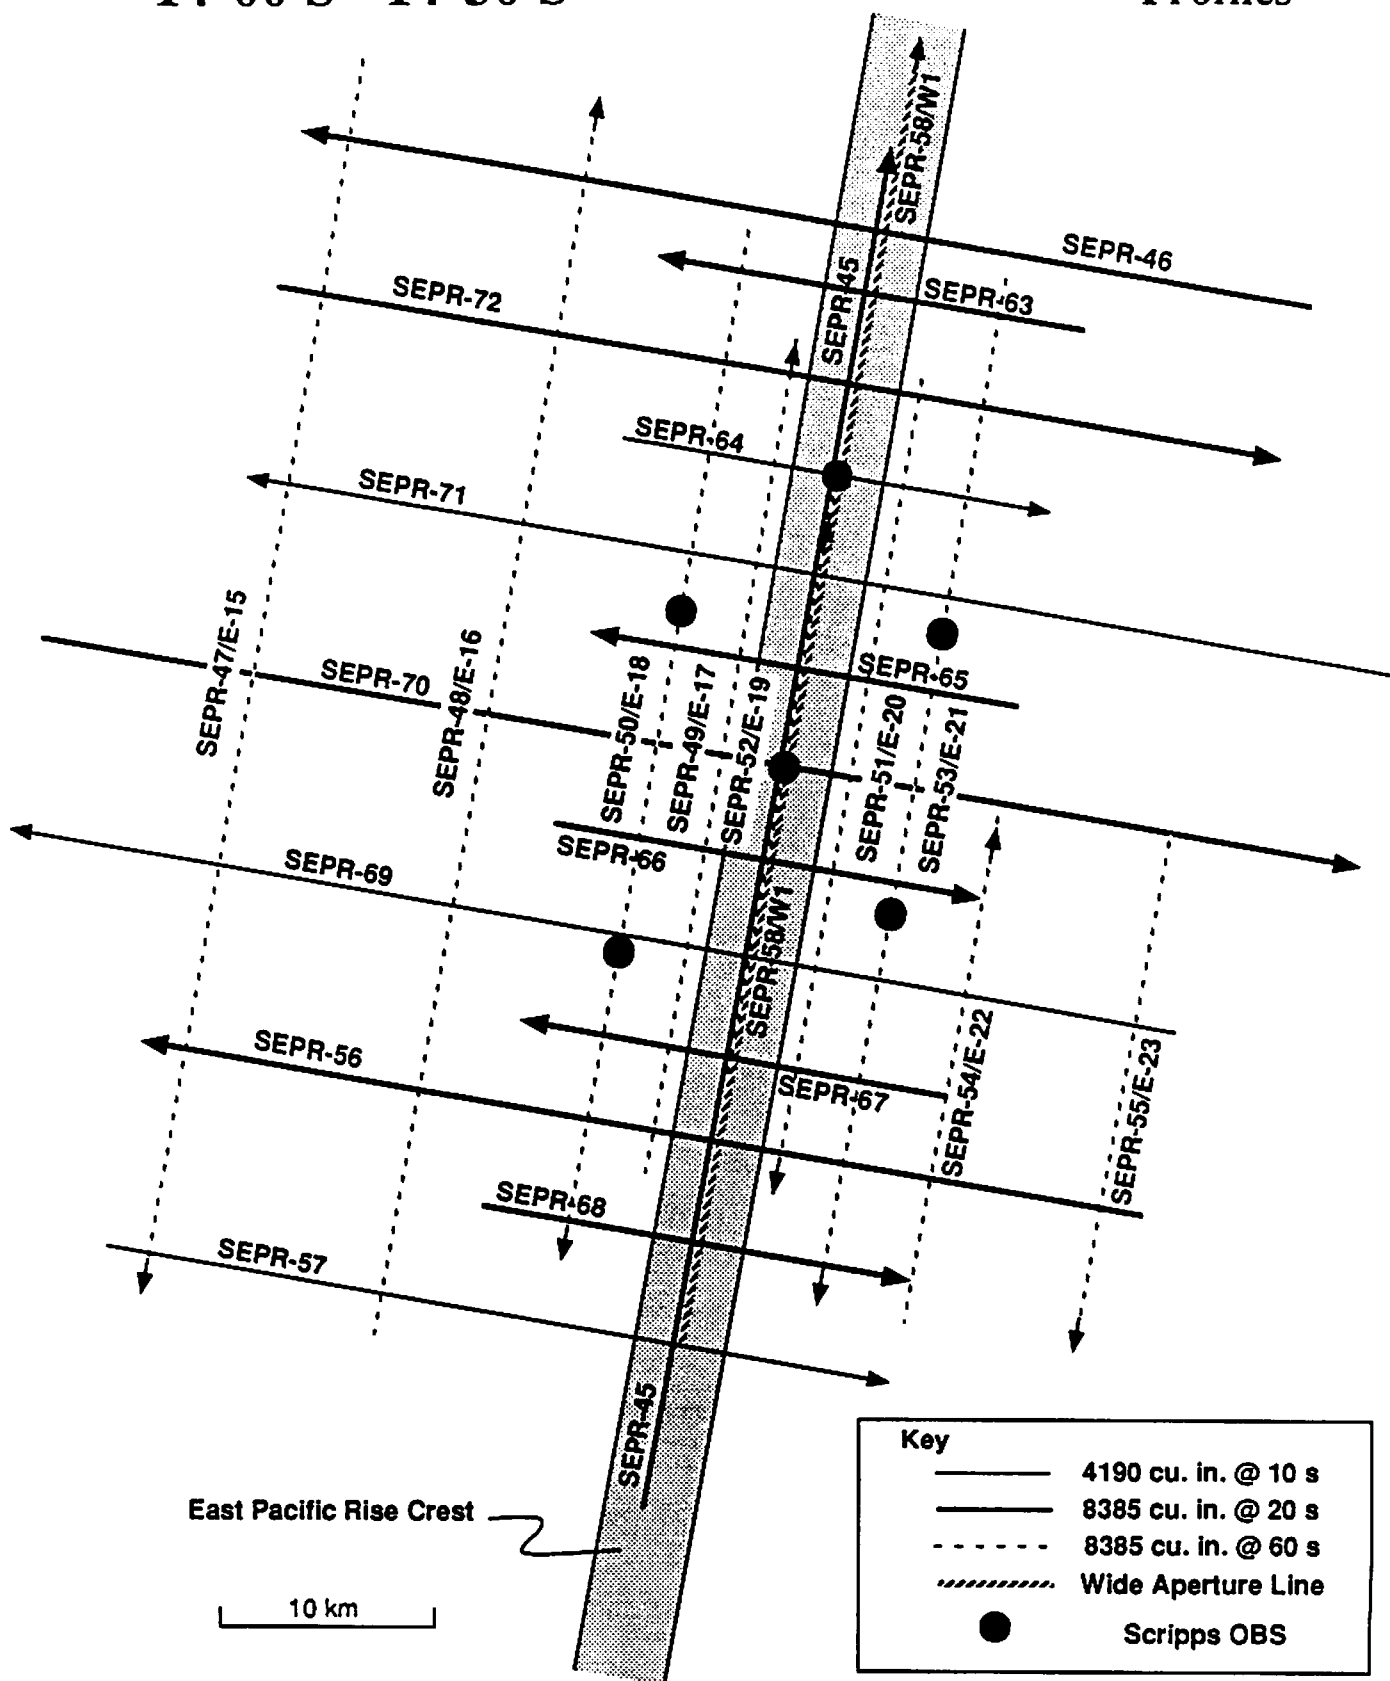 Profiles
SEPR-58/W1
SEPR-46
SEPR-63
SEPR-45
SEPR-72
SEPR-64
SEPR-71
SEPR-65
SEPR-47/E-15
SEPR-70
SEPR-48/E-16
SEPR-50/E-18
SEPR-49/E-17
SEPR-52/E-19
SEPR-51/E-20
SEPR-53/E-21
SEPR-66
SEPR-69
SEPR-58/W1
SEPR-56
SEPR-67
SEPR-54/E-22
SEPR-55/E-23
SEPR-68
SEPR-57
SEPR-45
East Pacific Rise Crest
10 km
Key
4190 cu. in. @ 10 s
8385 cu. in. @ 20 s
8385 cu. in. @ 60 s
Wide Aperture Line
Scripps OBS